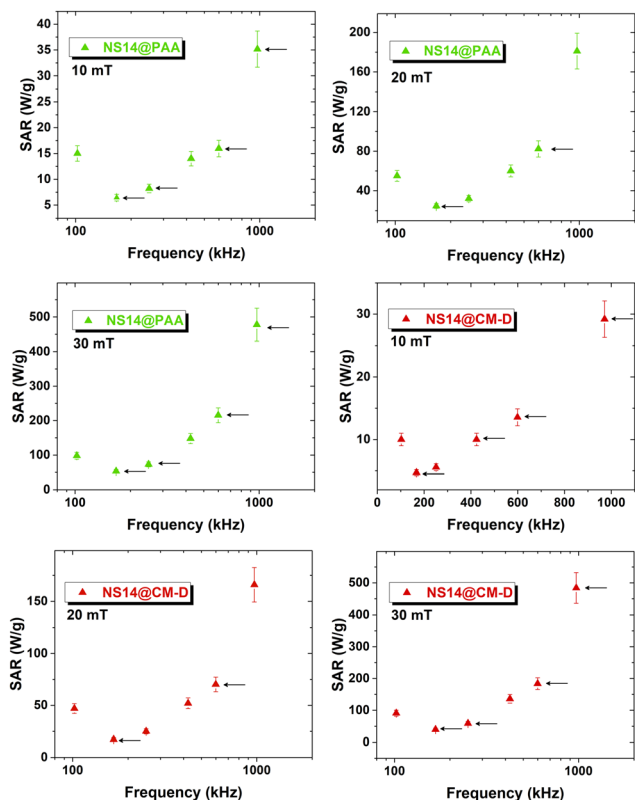 40
35
30
25
20
15
10
5
SAR (W/g)
NS14@PAA
10 mT
100
1000
Frequency (kHz)
200
160
120
80
40
SAR (W/g)
NS14@PAA
20 mT
100
1000
Frequency (kHz)
500
400
300
200
100
0
SAR (W/g)
NS14@PAA
30 mT
100
1000
Frequency (kHz)
30
20
10
SAR (W/g)
NS14@CM-D
10 mT
0 200 400 600 800 1000
Frequency (kHz)
150
100
50
0
SAR (W/g)
NS14@CM-D
20 mT
100
1000
Frequency (kHz)
500
400
300
200
100
0
SAR (W/g)
NS14@CM-D
30 mT
100
1000
Frequency (kHz)